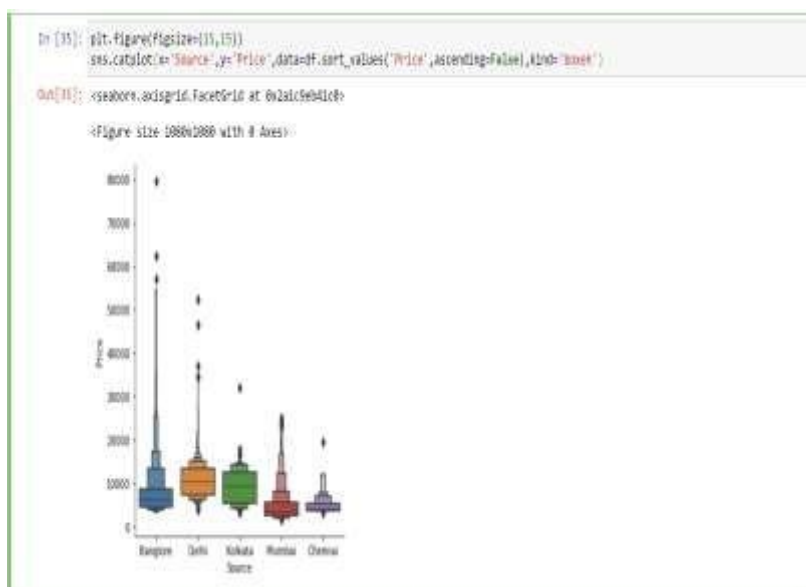 In [35]: plt.figure(figsize=(15,15))
sns.catplot(x='Source',y='Price',data=df.sort_values('Price',ascending=False),kind='boxen')
Out[35]: <seaborn.axisgrid.FacetGrid at
<Figure size 1080x1080 with 0 Axes>
80000
70000
60000
50000
40000
30000
20000
10000
0
Price
Banglore Delhi Kolkata Mumbai Chennai
Source